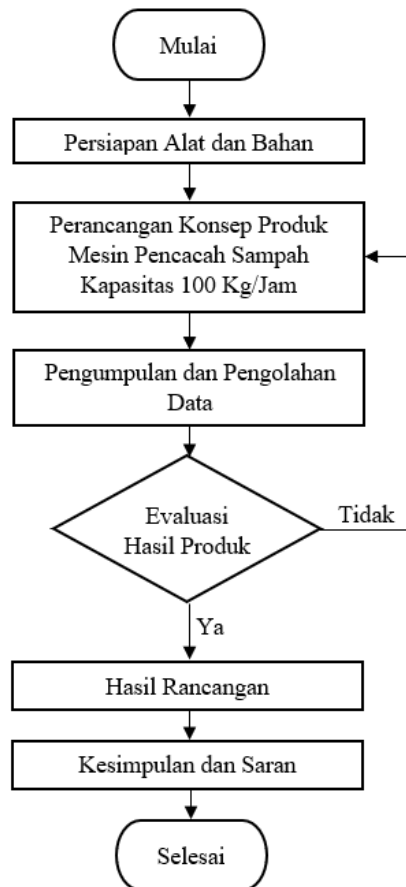 Mulai
Persiapan Alat dan Bahan
Perancangan Konsep Produk
Mesin Pencacah Sampah
Kapasitas 100 Kg/Jam
Pengumpulan dan Pengolahan
Data
Evaluasi
Hasil Produk
Tidak
Ya
Hasil Rancangan
Kesimpulan dan Saran
Selesai